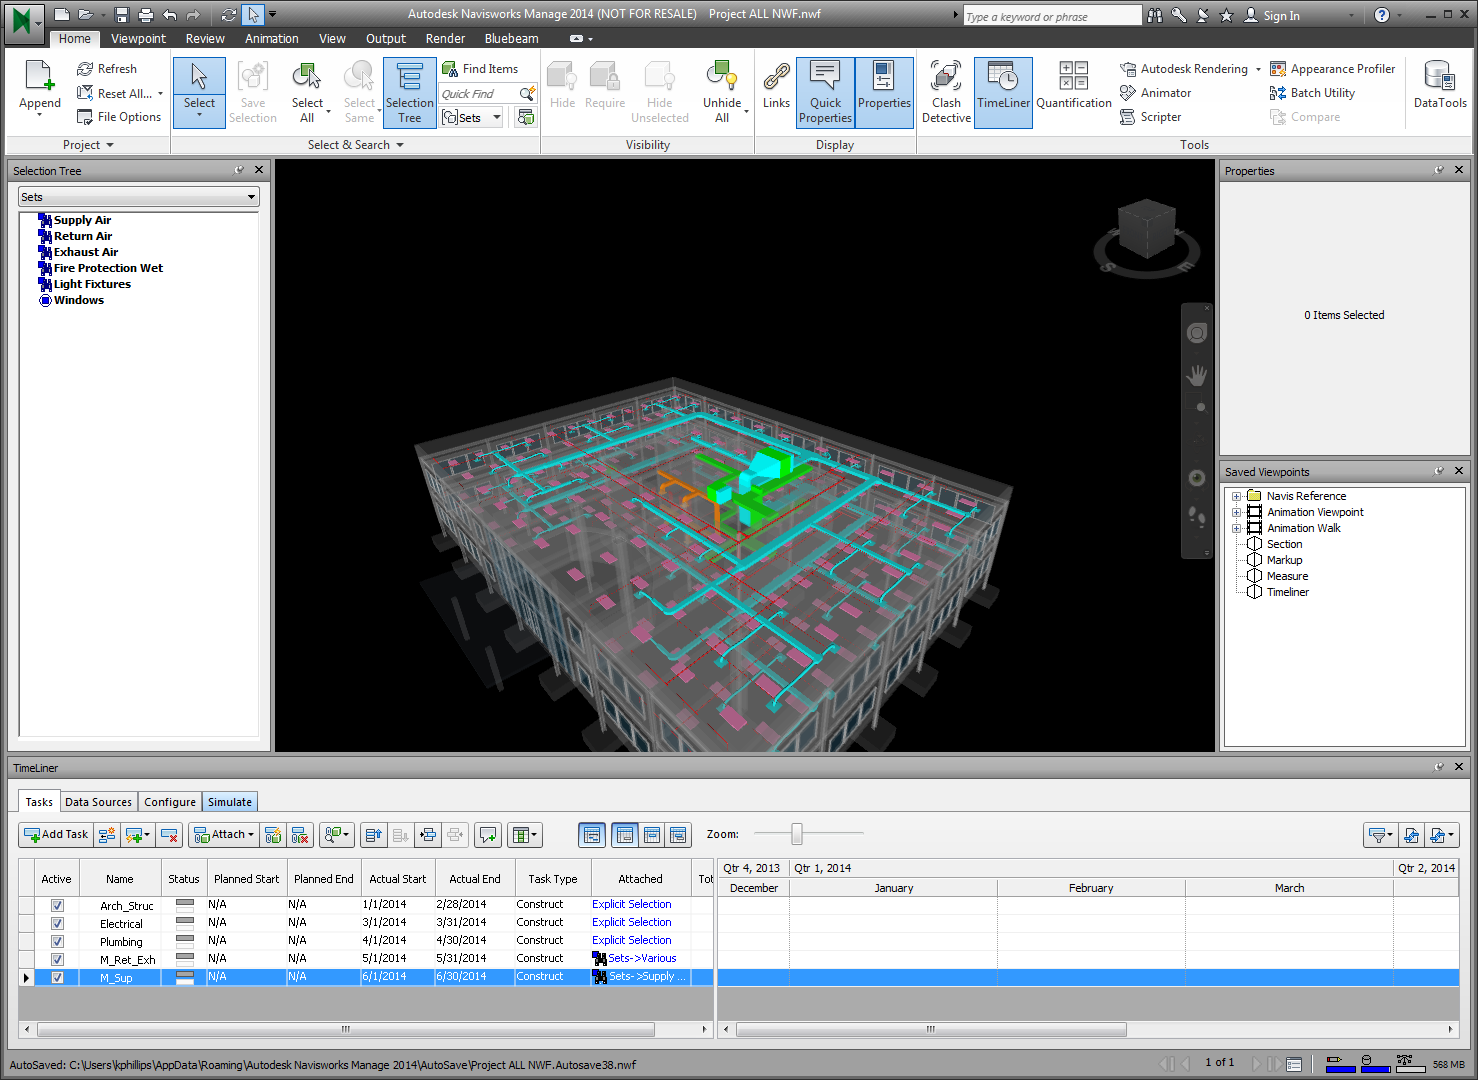 Autodesk Navisworks Manage 2014 (NOT FOR RESALE) Project ALL NWF.nwf
Type a keyword or phrase
Sign In
Home Viewpoint Review Animation View Output Render Bluebeam
Append
Refresh
Reset All...
File Options
Project
Select
Save Selection
Select All
Select Same
Selection Tree
Find Items
Quick Find
Sets
Select & Search
Hide
Require
Hide Unselected
Unhide All
Visibility
Links
Quick Properties
Properties
Display
Clash Detective
TimeLiner
Quantification
Autodesk Rendering
Animator
Scripter
Appearance Profiler
Batch Utility
Compare
Tools
DataTools
Selection Tree
Sets
Supply Air
Return Air
Exhaust Air
Fire Protection Wet
Light Fixtures
Windows
S E
Properties
0 Items Selected
Saved Viewpoints
Navis Reference
Animation Viewpoint
Animation Walk
Section
Markup
Measure
Timeliner
TimeLiner
Tasks Data Sources Configure Simulate
Add Task Attach Zoom:
Active Name Status Planned Start Planned End Actual Start Actual End Task Type Attached Tot
Qtr 4, 2013 Qtr 1, 2014 Qtr 2, 2014
December January February March
Arch_Struc N/A N/A 1/1/2014 2/28/2014 Construct Explicit Selection
Electrical N/A N/A 3/1/2014 3/31/2014 Construct Explicit Selection
Plumbing N/A N/A 4/1/2014 4/30/2014 Construct Explicit Selection
M_Ret_Exh N/A N/A 5/1/2014 5/31/2014 Construct Sets->Various
M_Sup N/A N/A 6/1/2014 6/30/2014 Construct Sets->Supply ...
AutoSaved: C:\Users\kphillips\AppData\Roaming\Autodesk Navisworks Manage 2014\AutoSave\Project ALL NWF.Autosave38.nwf
1 of 1
568 MB